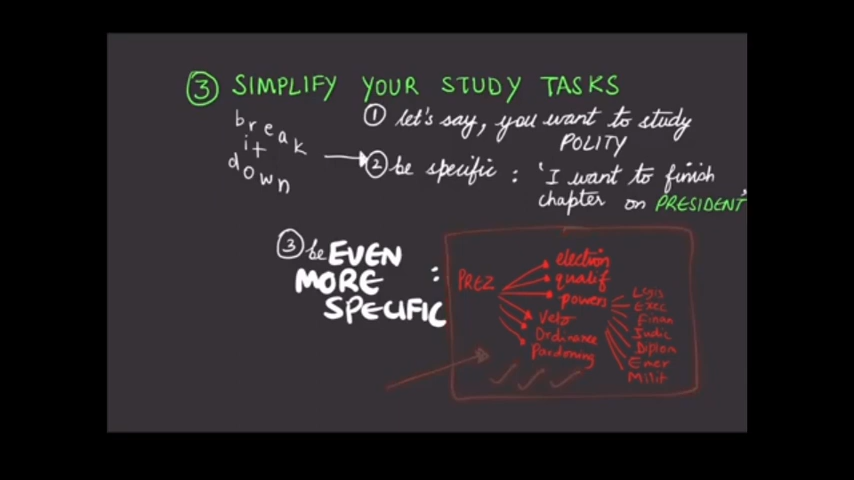 ③ SIMPLIFY YOUR STUDY TASKS
break
it
down
① let's say, you want to study
POLITY
② be specific : 'I want to finish
chapter on PRESIDENT'
③ be EVEN
MORE
SPECIFIC :
PREZ
election
qualif
powers
Veto
Ordinance
Pardoning
Legis
Exec
Finan
Judic
Diplom
Emer
Milit